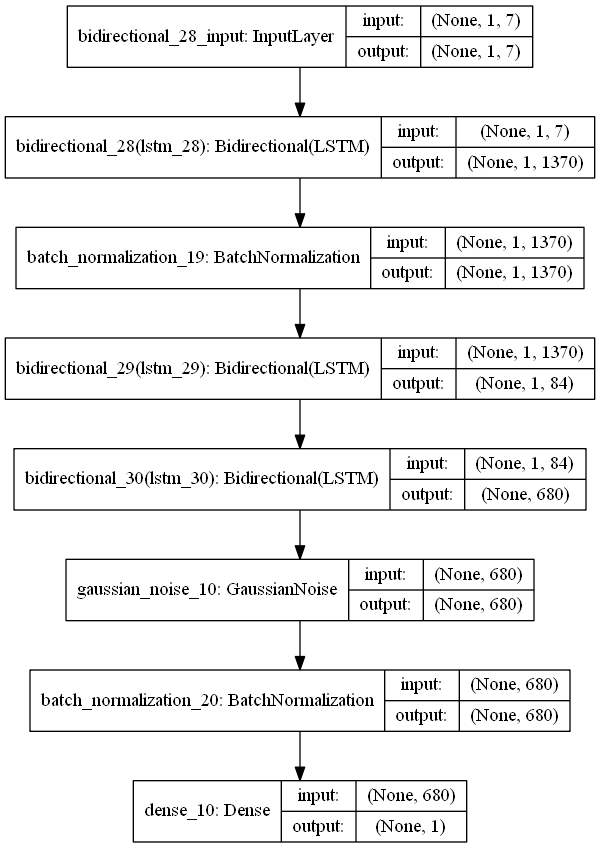 bidirectional_28_input: InputLayer input: (None, 1, 7)
output: (None, 1, 7)
bidirectional_28(lstm_28): Bidirectional(LSTM) input: (None, 1, 7)
output: (None, 1, 1370)
batch_normalization_19: BatchNormalization input: (None, 1, 1370)
output: (None, 1, 1370)
bidirectional_29(lstm_29): Bidirectional(LSTM) input: (None, 1, 1370)
output: (None, 1, 84)
bidirectional_30(lstm_30): Bidirectional(LSTM) input: (None, 1, 84)
output: (None, 680)
gaussian_noise_10: GaussianNoise input: (None, 680)
output: (None, 680)
batch_normalization_20: BatchNormalization input: (None, 680)
output: (None, 680)
dense_10: Dense input: (None, 680)
output: (None, 1)